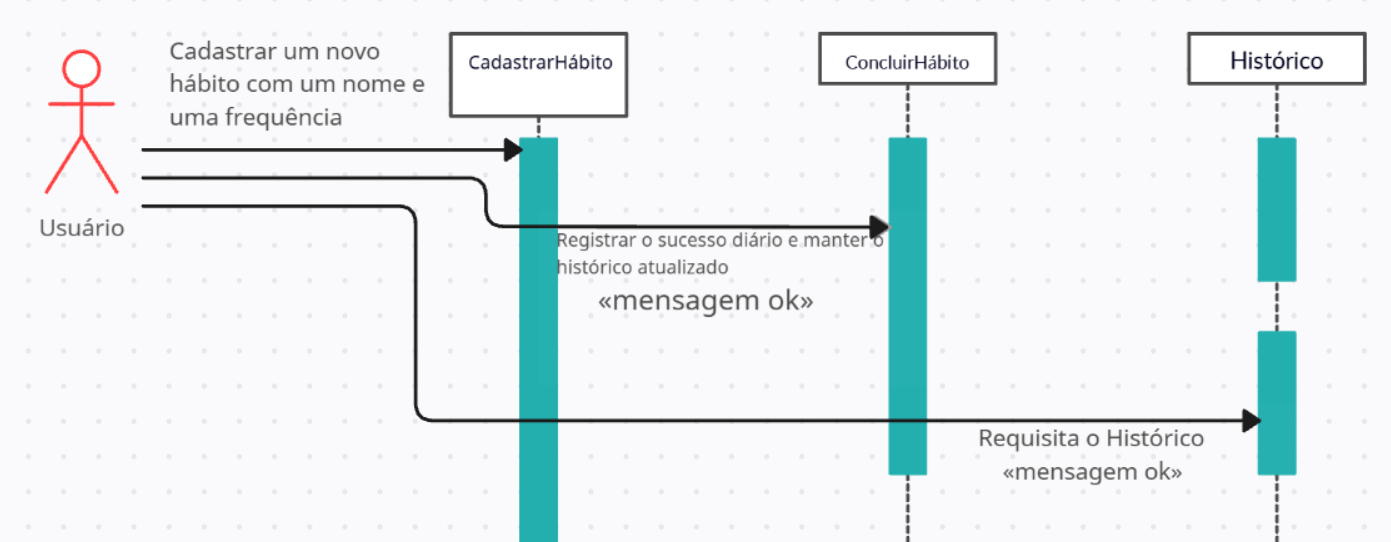 Cadastrar um novo
hábito com um nome e
uma frequência
CadastrarHábito
ConcluirHábito
Histórico
Usuário
Registrar o sucesso diário e manter o
histórico atualizado
«mensagem ok»
Requisita o Histórico
«mensagem ok»